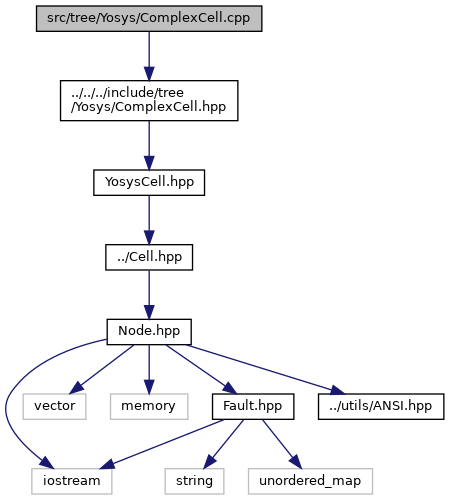 src/tree/Yosys/ComplexCell.cpp
../../../include/tree
/Yosys/ComplexCell.hpp
YosysCell.hpp
../Cell.hpp
Node.hpp
vector
memory
Fault.hpp
../utils/ANSI.hpp
iostream
string
unordered_map